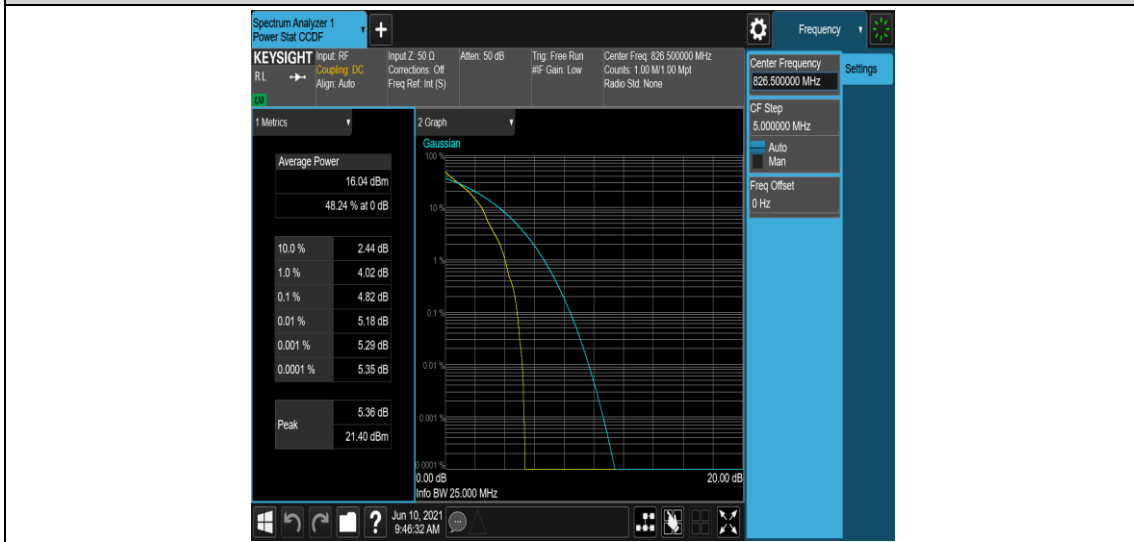 Spectrum Analyzer 1
Power Stat CCDF
Frequency
KEYSIGHT
RL
LXI
Input: RF
Coupling: DC
Align: Auto
Input Z: 50 Ω
Corrections: Off
Freq Ref: Int (S)
Atten: 50 dB
Trig: Free Run
#IF Gain: Low
Center Freq: 826.500000 MHz
Counts: 1.00 M/1.00 Mpt
Radio Std: None
Center Frequency
826.500000 MHz
Settings
CF Step
5.000000 MHz
Auto
Man
Freq Offset
0 Hz
1 Metrics
Average Power
16.04 dBm
48.24 % at 0 dB
10.0 % 2.44 dB
1.0 % 4.02 dB
0.1 % 4.82 dB
0.01 % 5.18 dB
0.001 % 5.29 dB
0.0001 % 5.35 dB
Peak
5.36 dB
21.40 dBm
2 Graph
Gaussian
100 %
10 %
1 %
0.1 %
0.01 %
0.001 %
0.0001 %
0.00 dB 20.00 dB
Info BW 25.000 MHz
?
Jun 10, 2021
9:46:32 AM